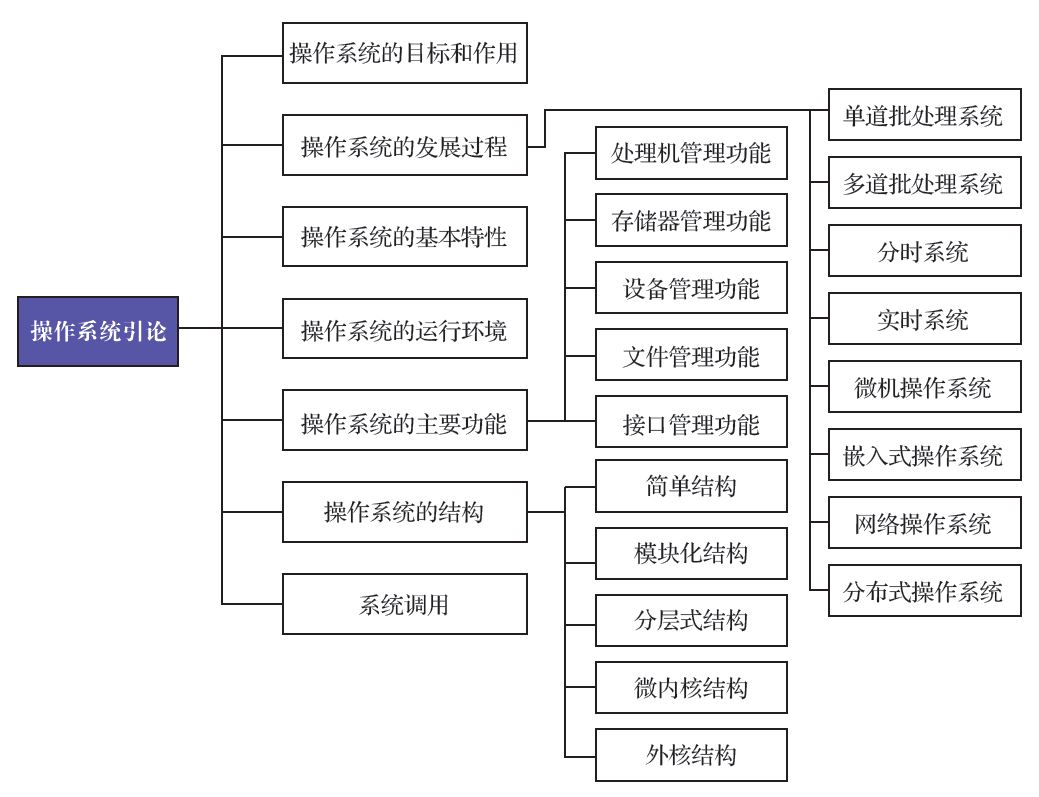 操作系统引论
操作系统的目标和作用
操作系统的发展过程
操作系统的基本特性
操作系统的运行环境
操作系统的主要功能
操作系统的结构
系统调用
处理机管理功能
存储器管理功能
设备管理功能
文件管理功能
接口管理功能
简单结构
模块化结构
分层式结构
微内核结构
外核结构
单道批处理系统
多道批处理系统
分时系统
实时系统
微机操作系统
嵌入式操作系统
网络操作系统
分布式操作系统